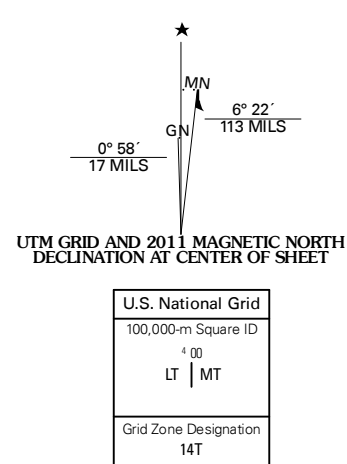 ★
MN
6° 22´
113 MILS
GN
0° 58´
17 MILS
UTM GRID AND 2011 MAGNETIC NORTH
DECLINATION AT CENTER OF SHEET
U.S. National Grid
100,000-m Square ID
4 00
LT | MT
Grid Zone Designation
14T